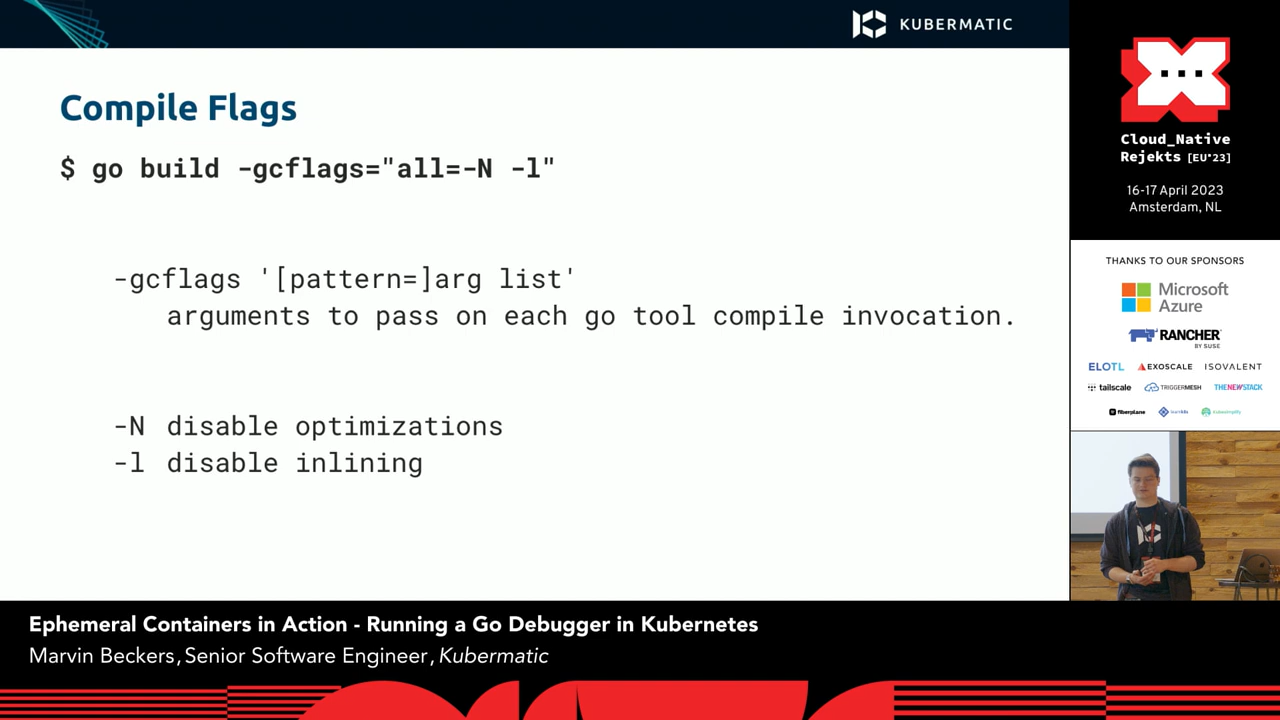 KUBERMATIC
Compile Flags
$ go build -gcflags="all=-N -l"
-gcflags '[pattern=]arg list'
arguments to pass on each go tool compile invocation.
-N disable optimizations
-l disable inlining
Cloud_Native
Rejekts [EU'23]
16-17 April 2023
Amsterdam, NL
THANKS TO OUR SPONSORS
Microsoft
Azure
RANCHER
BY SUSE
ELOTL EXOSCALE ISOVALENT
tailscale TRIGGERMESH THENEWSTACK
fiberplane kubesimplify
Ephemeral Containers in Action - Running a Go Debugger in Kubernetes
Marvin Beckers, Senior Software Engineer, Kubermatic